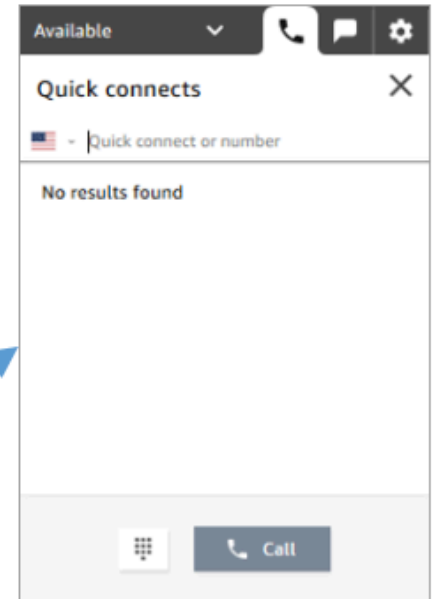 Available
Quick connects
Quick connect or number
No results found
Call